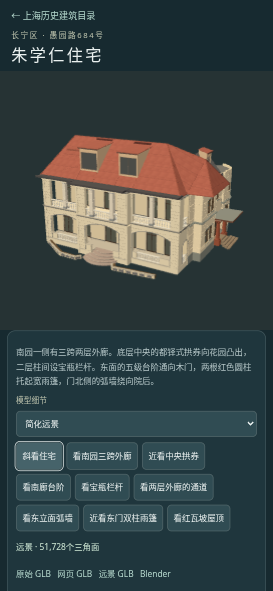 ← 上海历史建筑目录
长宁区 · 愚园路684号
朱学仁住宅
南园一侧有三跨两层外廊。底层中央的都铎式拱券向花园凸出，
二层柱间设宝瓶栏杆。东面的五级台阶通向木门，两根红色圆柱
托起宽雨篷，门北侧的弧墙绕向院后。
模型细节
简化远景
斜看住宅 看南园三跨外廊 近看中央拱券
看南廊台阶 看宝瓶栏杆 看两层外廊的通道
看东立面弧墙 近看东门双柱雨篷 看红瓦坡屋顶
远景 · 51,728个三角面
原始 GLB 网页 GLB 远景 GLB Blender